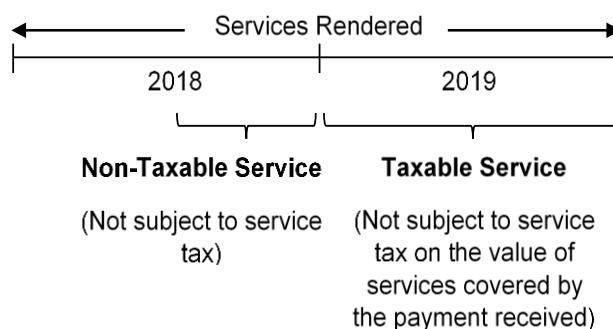 Services Rendered
2018 2019
Non-Taxable Service Taxable Service
(Not subject to service
tax)
(Not subject to service
tax on the value of
services covered by
the payment received)